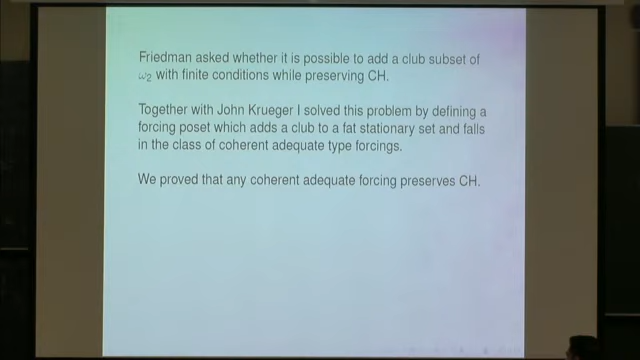 Friedman asked whether it is possible to add a club subset of
ω₂ with finite conditions while preserving CH.
Together with John Krueger I solved this problem by defining a
forcing poset which adds a club to a fat stationary set and falls
in the class of coherent adequate type forcings.
We proved that any coherent adequate forcing preserves CH.